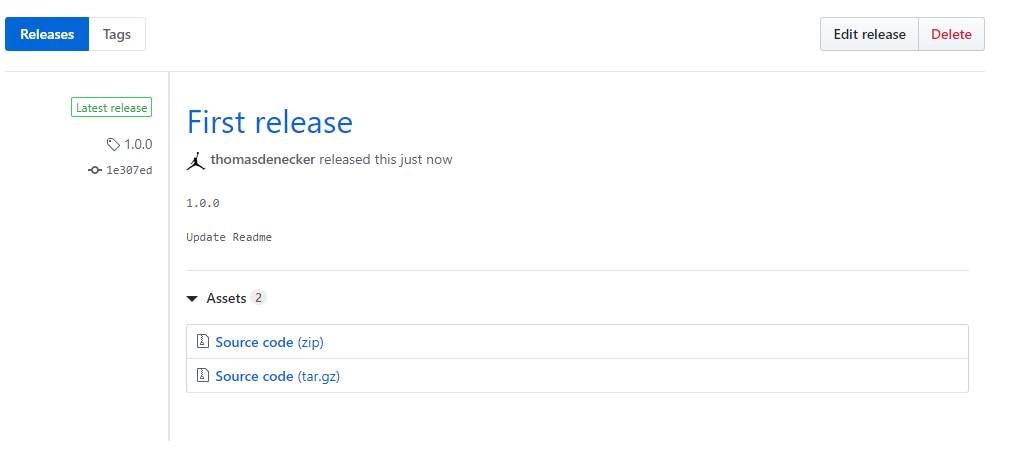 Releases Tags Edit release Delete
Latest release
First release
1.0.0
thomasdenecker released this just now
1e307ed
1.0.0
Update Readme
Assets 2
Source code (zip)
Source code (tar.gz)